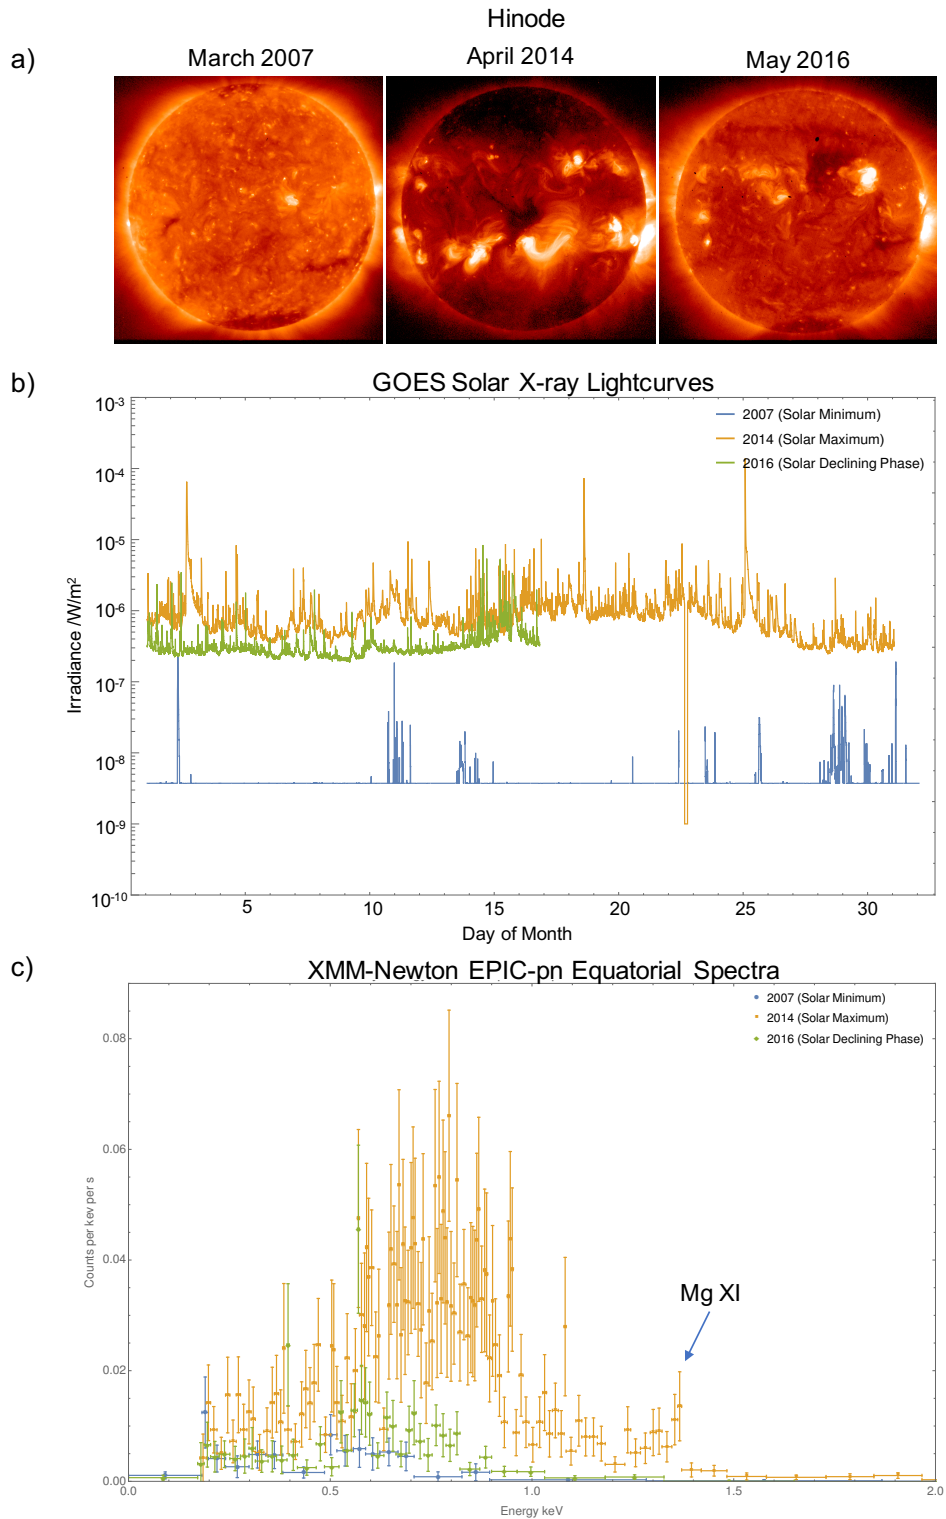 Hinode
a)
March 2007
April 2014
May 2016
b)
GOES Solar X-ray Lightcurves
10-3
10-4
10-5
10-6
10-7
10-8
10-9
10-10
Irradiance /W/m2
2007 (Solar Minimum)
2014 (Solar Maximum)
2016 (Solar Declining Phase)
5 10 15 20 25 30
Day of Month
c)
XMM-Newton EPIC-pn Equatorial Spectra
2007 (Solar Minimum)
2014 (Solar Maximum)
2016 (Solar Declining Phase)
0.08
0.06
0.04
0.02
0.00
Counts per kev per s
Mg XI
0.0 0.5 1.0 1.5 2.0
Energy keV